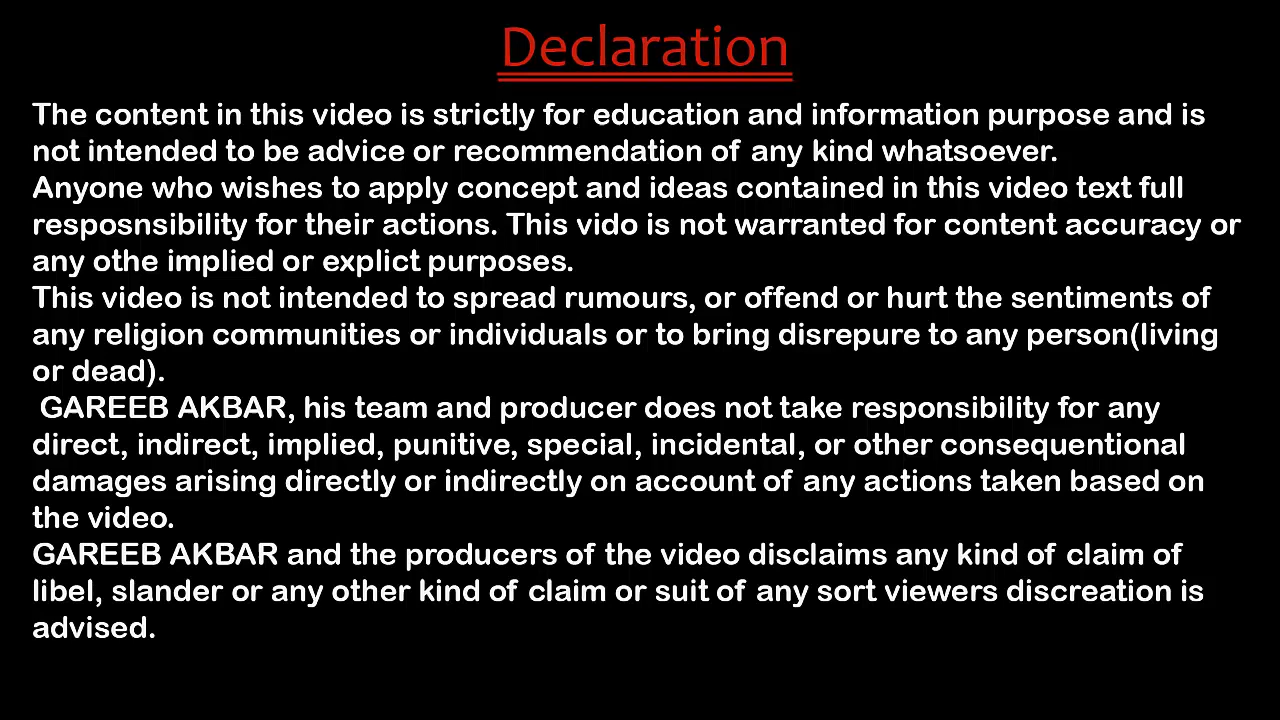 Declaration
The content in this video is strictly for education and information purpose and is
not intended to be advice or recommendation of any kind whatsoever.
Anyone who wishes to apply concept and ideas contained in this video text full
resposnsibility for their actions. This vido is not warranted for content accuracy or
any othe implied or explict purposes.
This video is not intended to spread rumours, or offend or hurt the sentiments of
any religion communities or individuals or to bring disrepure to any person(living
or dead).
GAREEB AKBAR, his team and producer does not take responsibility for any
direct, indirect, implied, punitive, special, incidental, or other consequentional
damages arising directly or indirectly on account of any actions taken based on
the video.
GAREEB AKBAR and the producers of the video disclaims any kind of claim of
libel, slander or any other kind of claim or suit of any sort viewers discreation is
advised.